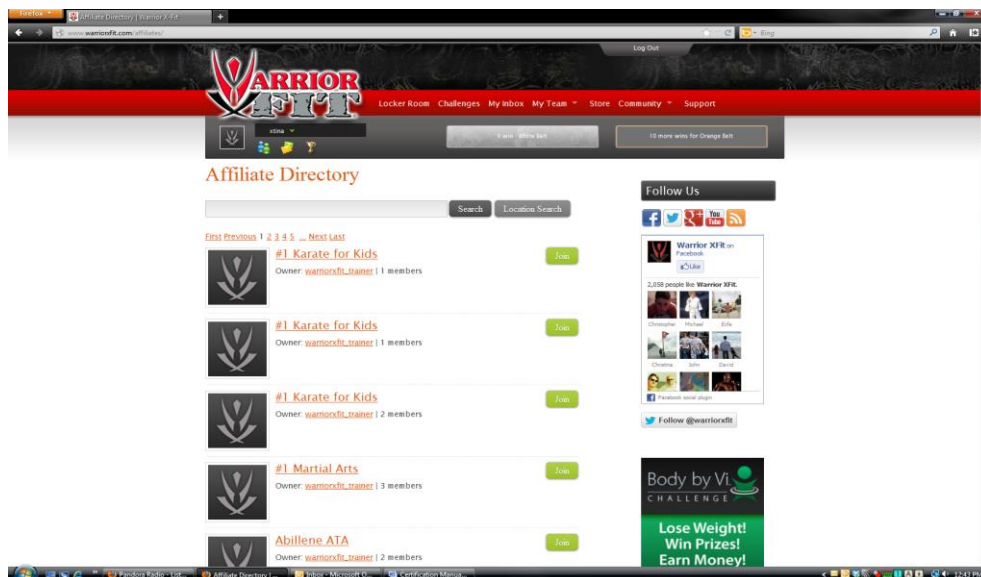 Firefox
Affiliate Directory | Warrior X-Fit
www.warriorxfit.com/affiliates/
Bing
Log Out
WARRIOR
FIT
Locker Room Challenges My Inbox My Team Store Community Support
xtina
10 more wins for Orange Belt
Affiliate Directory
Search Location Search
First Previous 1 2 3 4 5 ... Next Last
#1 Karate for Kids
Join
Owner: warriorxfit_trainer | 1 members
#1 Karate for Kids
Join
Owner: warriorxfit_trainer | 1 members
#1 Karate for Kids
Join
Owner: warriorxfit_trainer | 2 members
#1 Martial Arts
Join
Owner: warriorxfit_trainer | 3 members
Abillene ATA
Join
Owner: warriorxfit_trainer | 2 members
Follow Us
You
Tube
Warrior XFit on
Facebook
Like
2,058 people like Warrior XFit.
Christopher Michael Erfie
Christina John David
Facebook social plugin
Follow @warriorxfit
Body by Vi
CHALLENGE
Lose Weight!
Win Prizes!
Earn Money!
Pandora Radio - List...
Affiliate Directory |...
Inbox - Microsoft O...
Certification Manua...
12:43 PM